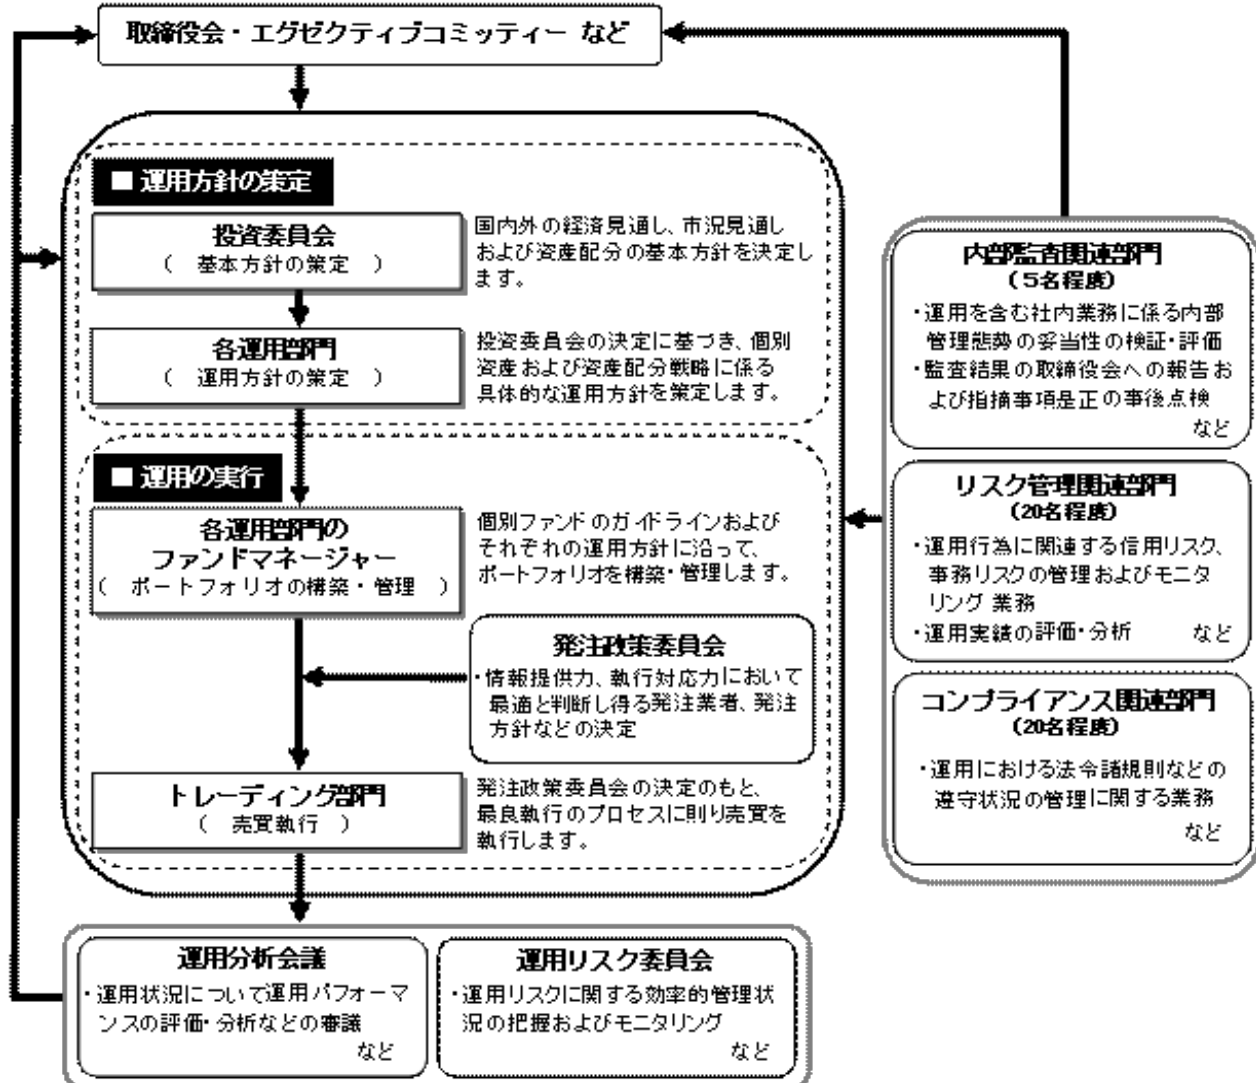 取締役会・エグゼクティブコミッティー など
■ 運用方針の策定
投資委員会
( 基本方針の策定 )
国内外の経済見通し、市況見通し
および資産配分の基本方針を決定し
ます。
各運用部門
( 運用方針の策定 )
投資委員会の決定に基づき、個別
資産および資産配分戦略に係る
具体的な運用方針を策定します。
■ 運用の実行
各運用部門の
ファンドマネージャー
( ポートフォリオの構築・管理 )
個別ファンドのガイドラインおよび
それぞれの運用方針に沿って、
ポートフォリオを構築・管理します。
発注政策委員会
・情報提供力、執行対応力において
最適と判断し得る発注業者、発注
方針などの決定
トレーディング部門
( 売買執行 )
発注政策委員会の決定のもと、
最良執行のプロセスに則り売買を
執行します。
運用分析会議
・運用状況について運用パフォーマ
ンスの評価・分析などの審議
など
運用リスク委員会
・運用リスクに関する効率的管理状
況の把握およびモニタリング
など
内部監査関連部門
(5名程度)
・運用を含む社内業務に係る内部
管理態勢の妥当性の検証・評価
・監査結果の取締役会への報告お
よび指摘事項是正の事後点検
など
リスク管理関連部門
(20名程度)
・運用行為に関連する信用リスク、
事務リスクの管理およびモニタ
リング 業務
・運用実績の評価・分析 など
コンプライアンス関連部門
(20名程度)
・運用における法令諸規則などの
遵守状況の管理に関する業務
など